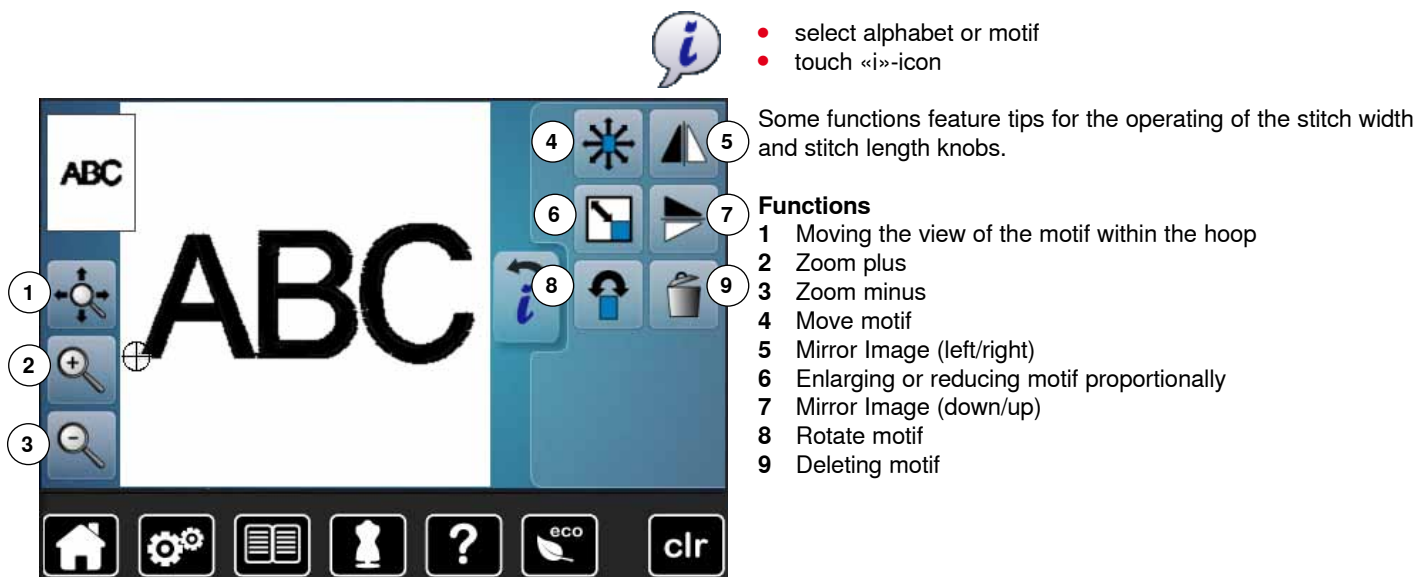 i
select alphabet or motif
touch «i»-icon
Some functions feature tips for the operating of the stitch width
and stitch length knobs.
Functions
1 Moving the view of the motif within the hoop
2 Zoom plus
3 Zoom minus
4 Move motif
5 Mirror Image (left/right)
6 Enlarging or reducing motif proportionally
7 Mirror Image (down/up)
8 Rotate motif
9 Deleting motif
ABC
ABC
4
5
6
7
1
8
9
i
2
3
?
eco
clr